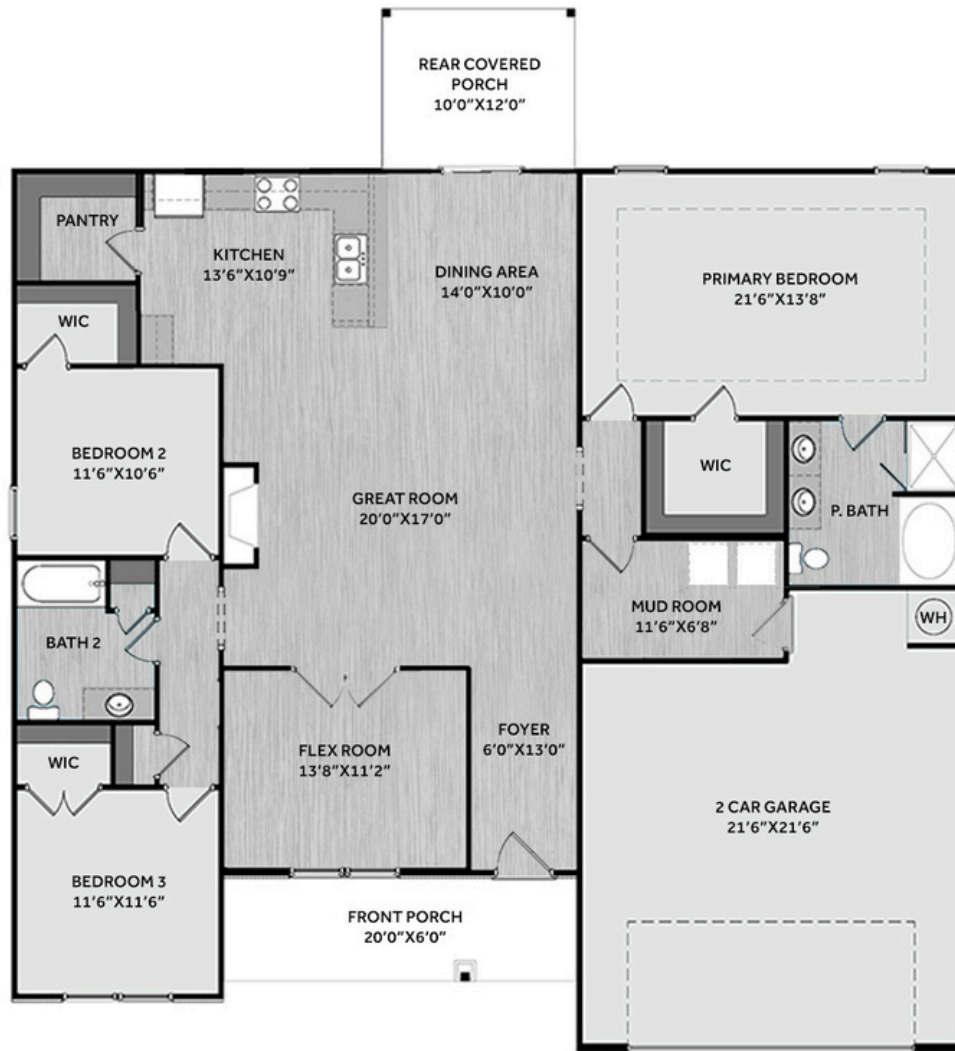 REAR COVERED
PORCH
10'0"X12'0"
PANTRY
KITCHEN
13'6"X10'9"
DINING AREA
14'0"X10'0"
PRIMARY BEDROOM
21'6"X13'8"
WIC
BEDROOM 2
11'6"X10'6"
GREAT ROOM
20'0"X17'0"
WIC
P. BATH
MUD ROOM
11'6"X6'8"
WH
BATH 2
WIC
FLEX ROOM
13'8"X11'2"
FOYER
6'0"X13'0"
2 CAR GARAGE
21'6"X21'6"
BEDROOM 3
11'6"X11'6"
FRONT PORCH
20'0"X6'0"